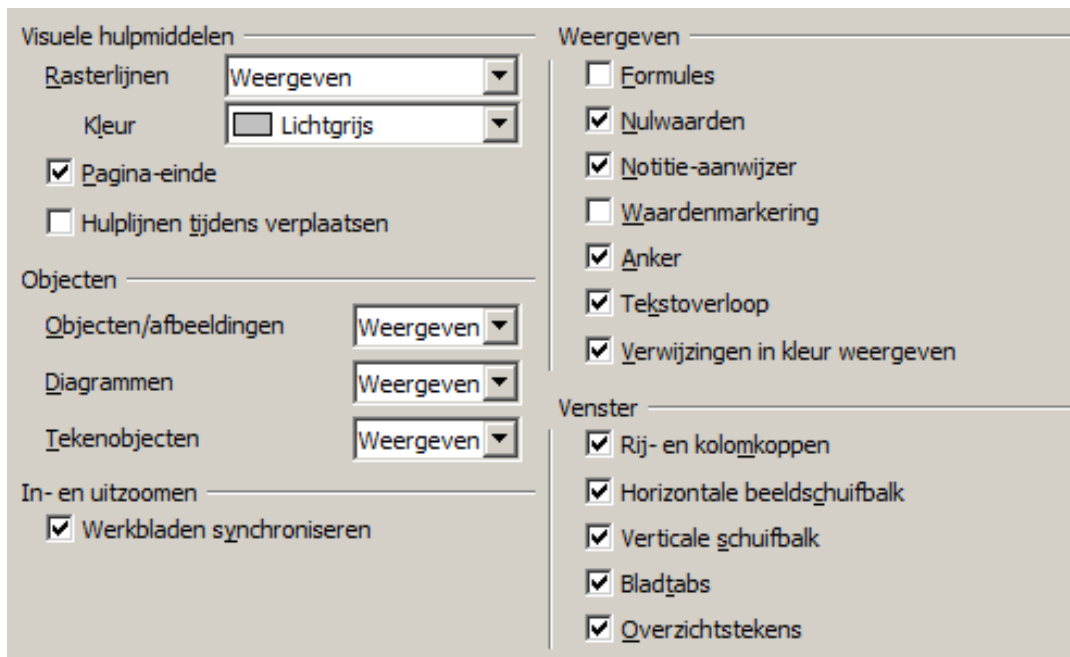 Visuele hulpmiddelen
Rasterlijnen Weergeven
Kleur Lichtgrijs
Pagina-einde
Hulplijnen tijdens verplaatsen
Objecten
Objecten/afbeeldingen Weergeven
Diagrammen Weergeven
Tekenobjecten Weergeven
In- en uitzoomen
Werkbladen synchroniseren
Weergeven
Formules
Nulwaarden
Notitie-aanwijzer
Waardenmarkering
Anker
Tekstoverloop
Verwijzingen in kleur weergeven
Venster
Rij- en kolomkoppen
Horizontale beeldschuifbalk
Verticale schuifbalk
Bladtabs
Overzichtstekens